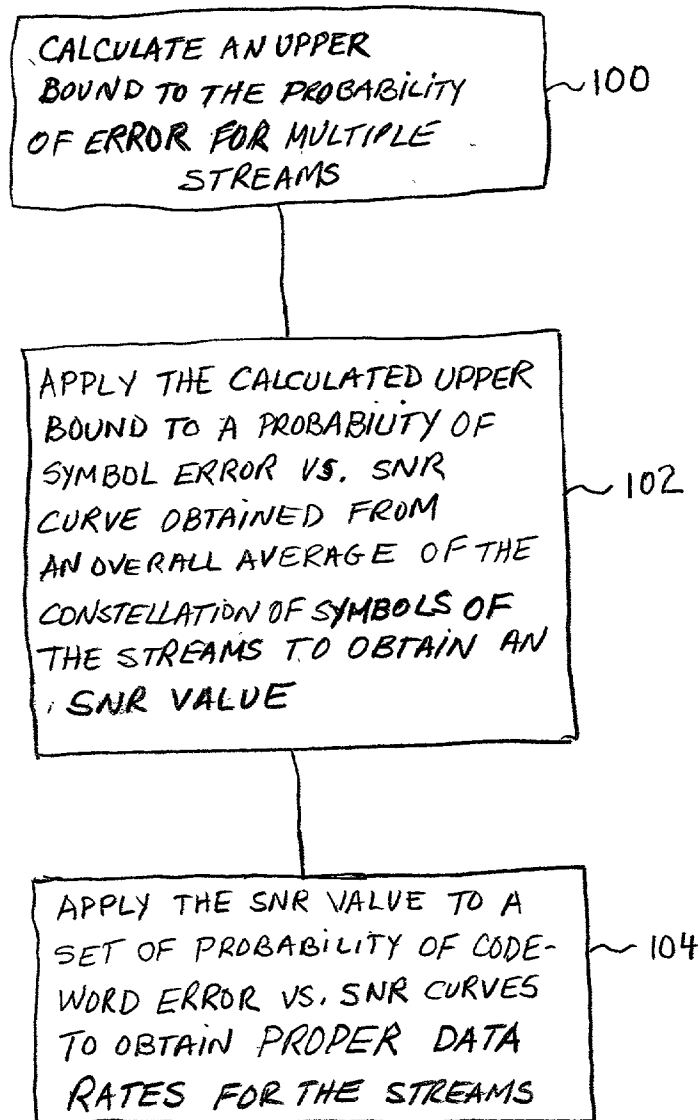 CALCULATE AN UPPER
BOUND TO THE PROBABILITY
OF ERROR FOR MULTIPLE
STREAMS
100
APPLY THE CALCULATED UPPER
BOUND TO A PROBABILITY OF
SYMBOL ERROR VS. SNR
CURVE OBTAINED FROM
AN OVERALL AVERAGE OF THE
CONSTELLATION OF SYMBOLS OF
THE STREAMS TO OBTAIN AN
SNR VALUE
102
APPLY THE SNR VALUE TO A
SET OF PROBABILITY OF CODE-
WORD ERROR VS. SNR CURVES
TO OBTAIN PROPER DATA
RATES FOR THE STREAMS
104